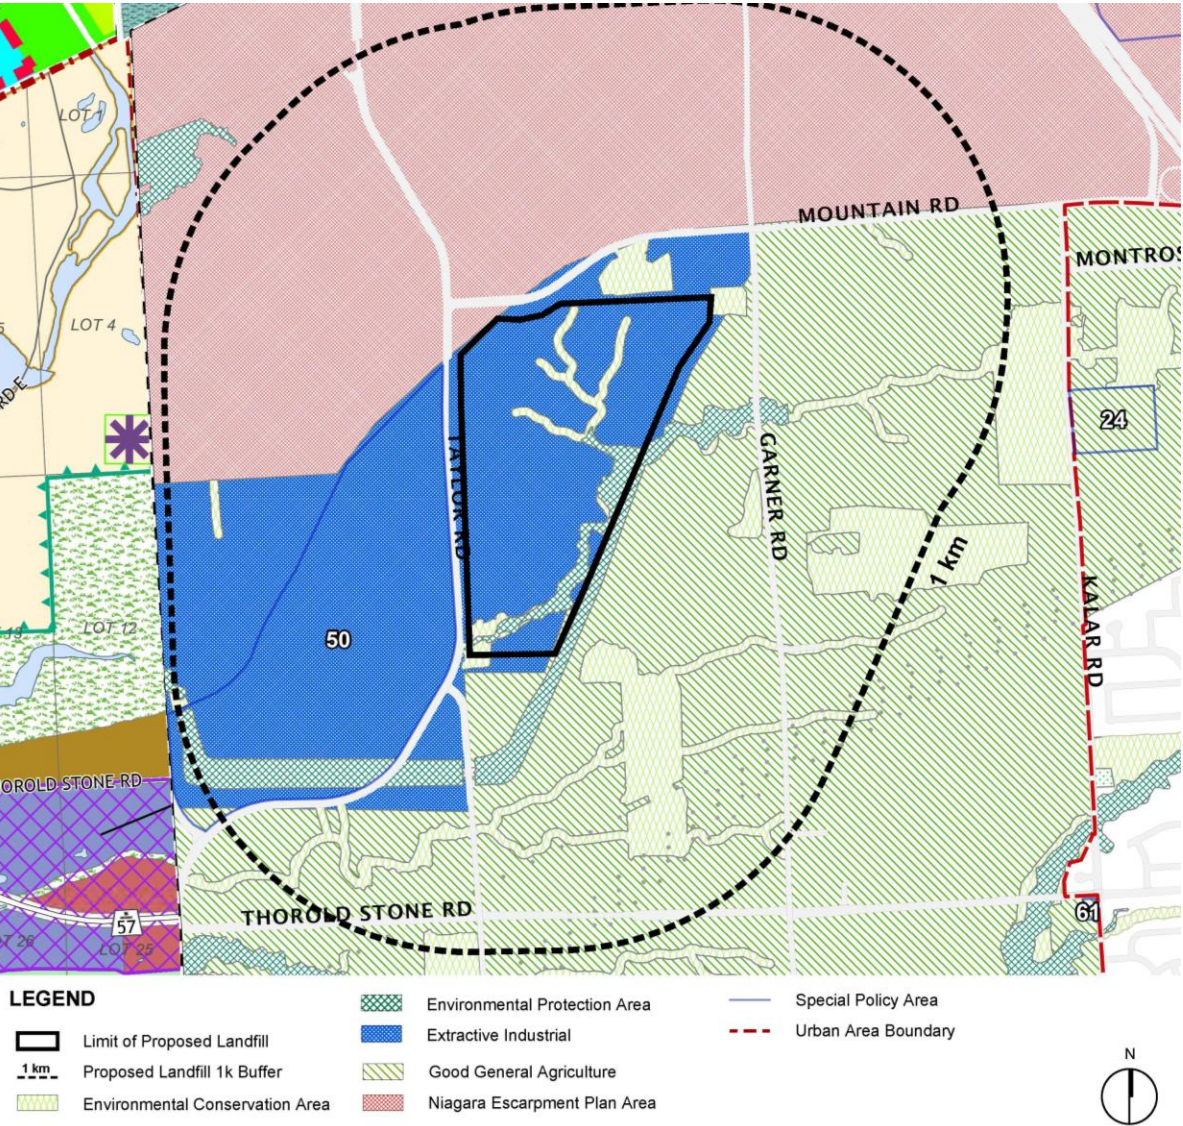 LOT 1
MOUNTAIN RD
MONTROS
LOT 4
RD E
24
TAYLOR RD
GARNER RD
1 km
KALAR RD
LOT 12
50
OROLD STONE RD
THOROLD STONE RD
57
61
LOT 25
LEGEND
Limit of Proposed Landfill
1 km
Proposed Landfill 1k Buffer
Environmental Conservation Area
Environmental Protection Area
Extractive Industrial
Good General Agriculture
Niagara Escarpment Plan Area
Special Policy Area
Urban Area Boundary
N